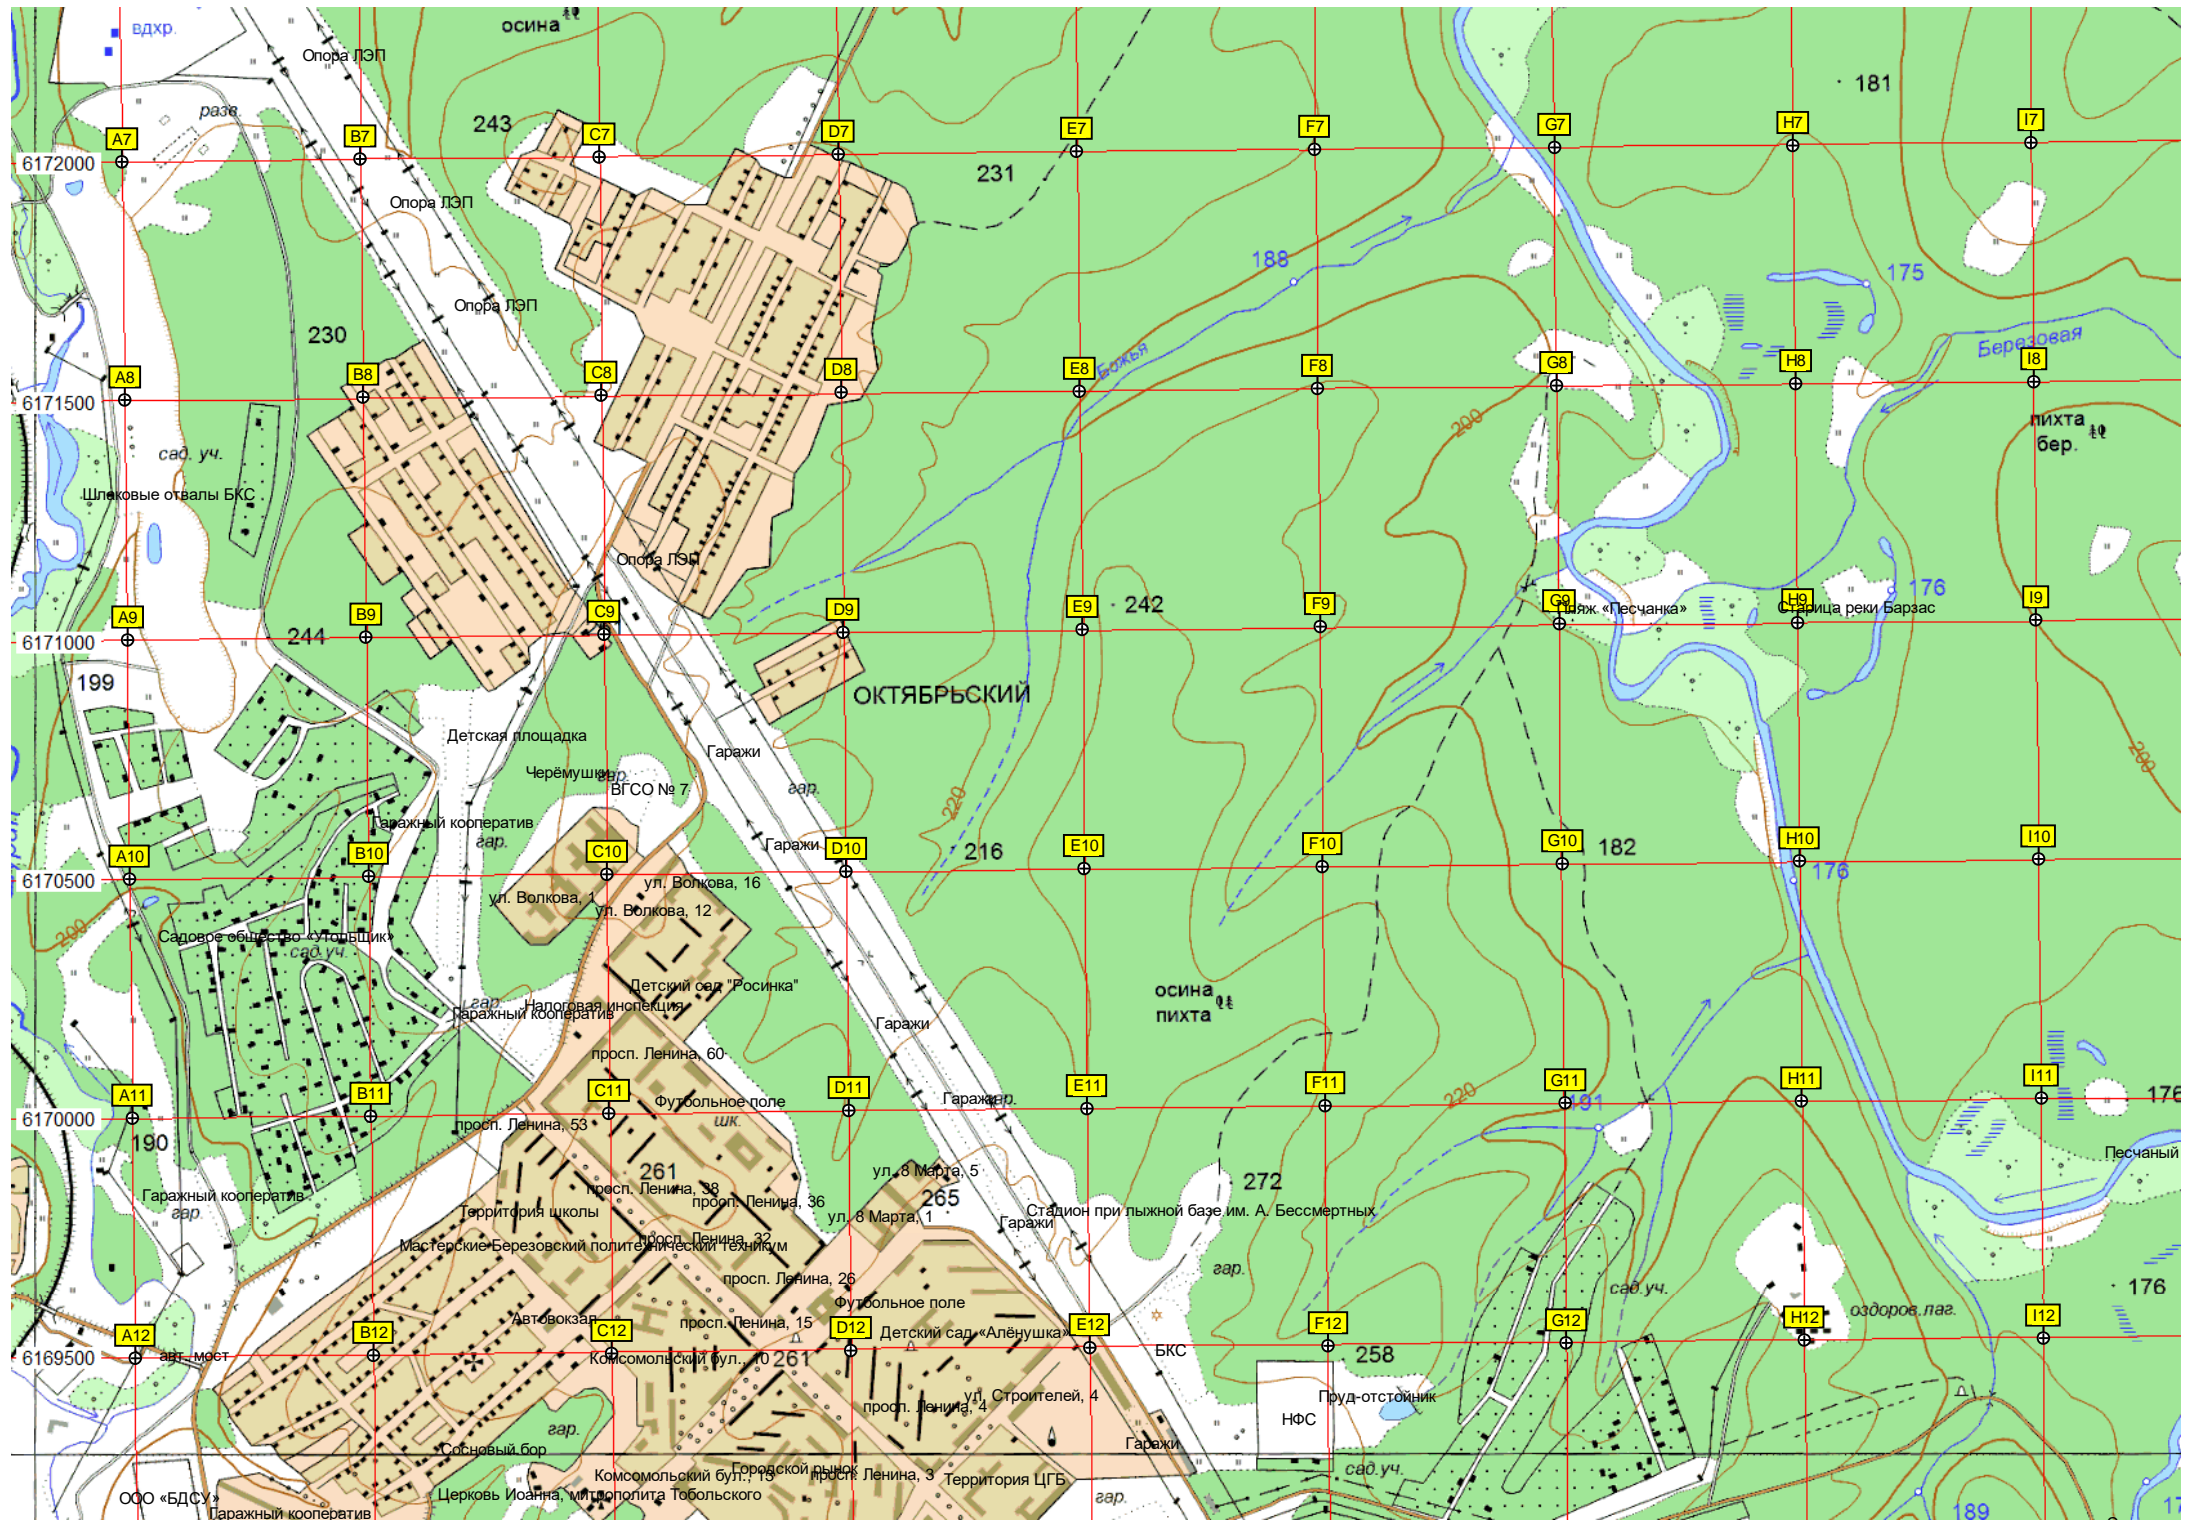 осина
вдхр.
Опора ЛЭП
181
разв.
243
A7
B7
C7
D7
E7
F7
G7
H7
I7
6172000
231
Опора ЛЭП
188
175
Опора ЛЭП
230
Березовая
Божья
A8
B8
C8
D8
E8
F8
G8
H8
I8
6171500
200
пихта
бер.
сад. уч.
Шлаковые отвалы БКС
Опора ЛЭП
176
242
A9
B9
C9
D9
E9
F9
G9
H9
I9
Пляж «Песчанка»
Старица реки Барзас
6171000
244
199
ОКТЯБРЬСКИЙ
Детская площадка
Гаражи
200
Черёмушки
гар.
ВГСО № 7
гар.
220
Гаражный кооператив
гар.
Гаражи
A10
B10
C10
D10
E10
F10
G10
H10
I10
216
182
6170500
176
ул. Волкова, 16
ул. Волкова, 1
ул. Волкова, 12
200
Садовое общество «Угольщик»
сад.уч.
Детский сад "Росинка"
осина
пихта
гар.
Налоговая инспекция
Гаражный кооператив
Гаражи
просп. Ленина, 60
A11
B11
C11
D11
E11
F11
G11
H11
I11
220
191
176
Гаражи
гар.
Футбольное поле
6170000
шк.
просп. Ленина, 53
190
Песчаный
261
ул. 8 Марта, 5
272
просп. Ленина, 38
265
Гаражный кооператив
просп. Ленина, 36
гар.
Территория школы
ул. 8 Марта, 1
Стадион при лыжной базе им. А. Бессмертных
Гаражи
просп. Ленина, 32
Мастерские Березовский политехнический техникум
гар.
просп. Ленина, 26
сад.уч.
176
Футбольное поле
оздоров.лаг.
Автовокзал
просп. Ленина, 15
A12
B12
C12
D12
E12
F12
G12
H12
I12
Детский сад «Алёнушка»
6169500
авт. мост
Комсомольский бул., 10
261
БКС
258
ул. Строителей, 4
Пруд-отстойник
просп. Ленина, 4
НФС
гар.
Сосновый бор
Гаражи
Городской рынок
сад.уч.
Комсомольский бул., 13
просп. Ленина, 3
Территория ЦГБ
Церковь Иоанна, митрополита Тобольского
ООО «БДСУ»
гар.
189
17
Гаражный кооператив